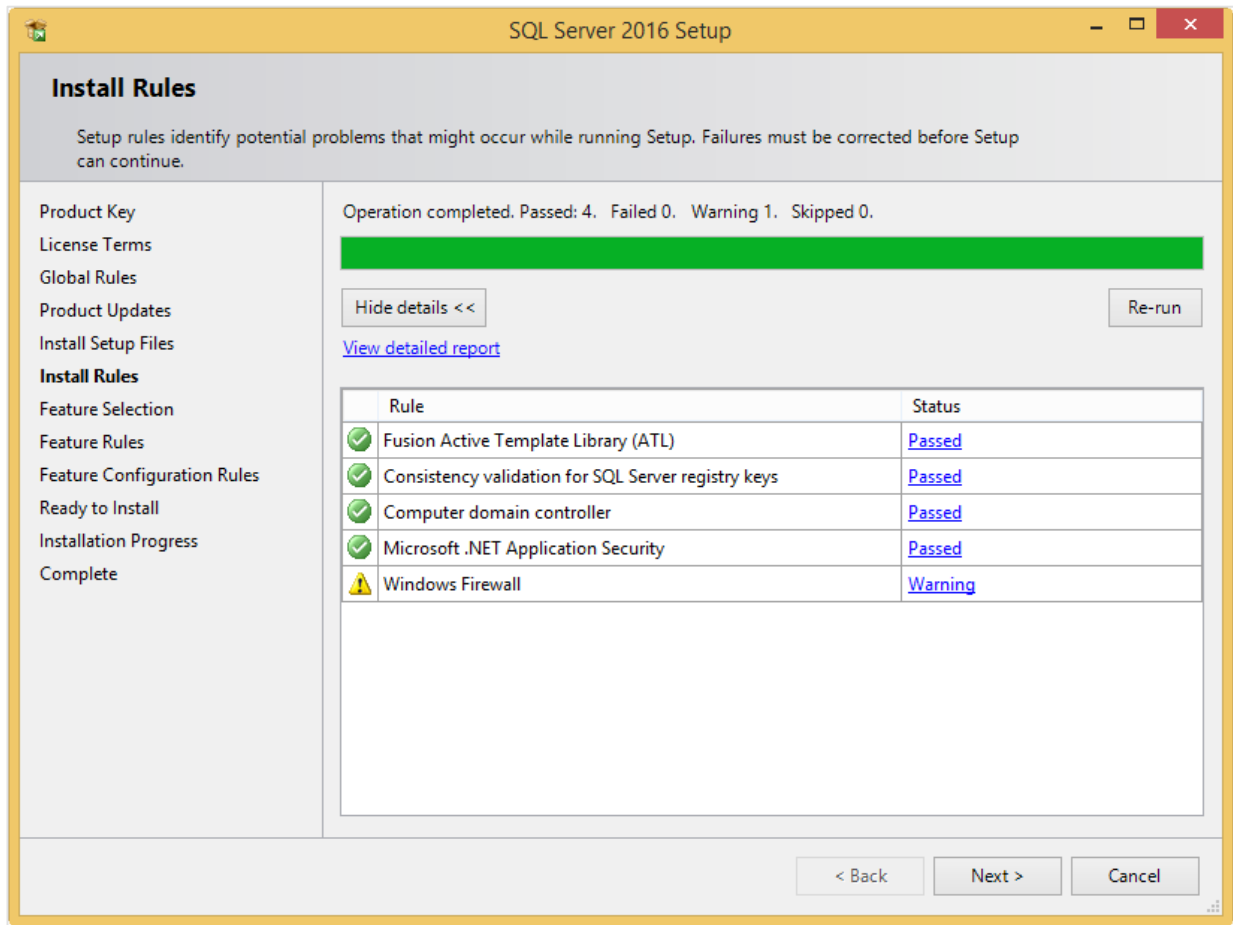 SQL Server 2016 Setup
Install Rules
Setup rules identify potential problems that might occur while running Setup. Failures must be corrected before Setup
can continue.
Product Key
License Terms
Global Rules
Product Updates
Install Setup Files
Install Rules
Feature Selection
Feature Rules
Feature Configuration Rules
Ready to Install
Installation Progress
Complete
Operation completed. Passed: 4. Failed 0. Warning 1. Skipped 0.
Hide details <<
Re-run
View detailed report
Rule Status
Fusion Active Template Library (ATL) Passed
Consistency validation for SQL Server registry keys Passed
Computer domain controller Passed
Microsoft .NET Application Security Passed
Windows Firewall Warning
< Back Next > Cancel